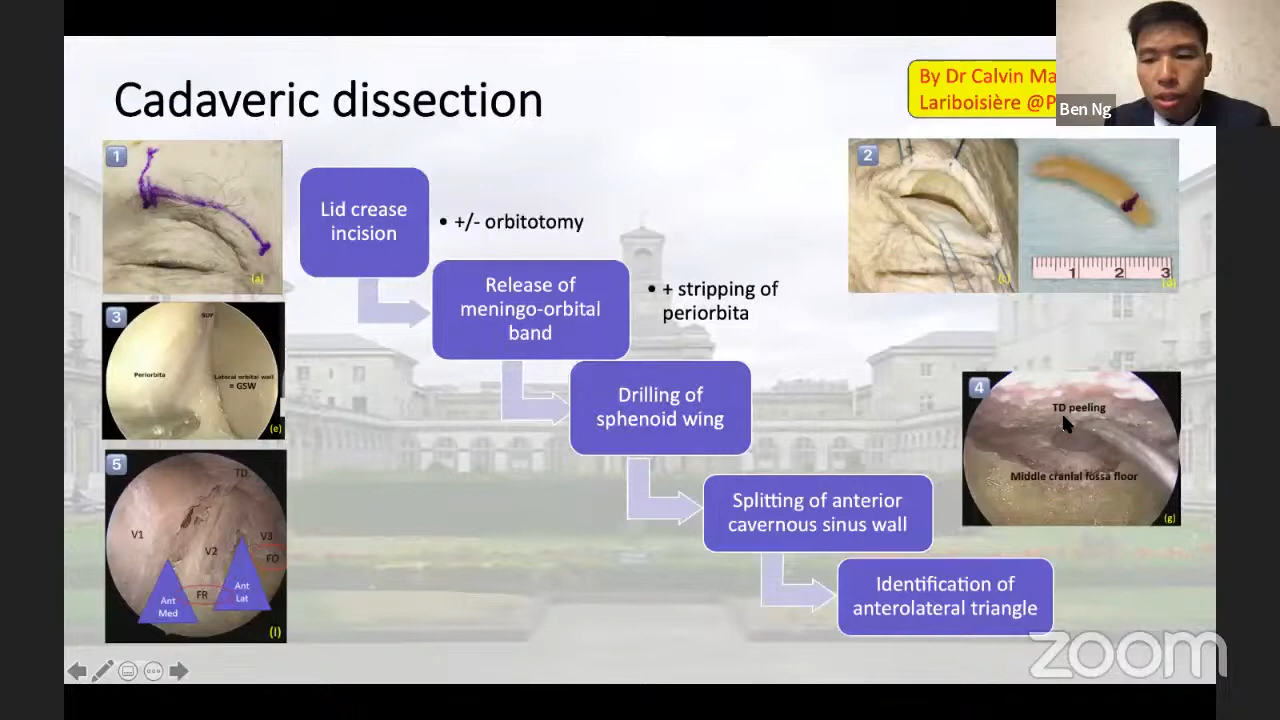 Cadaveric dissection
By Dr Calvin
Lariboisière
Ben Ng
1
(a)
Lid crease
incision
• +/- orbitotomy
2
(c)
1 2 3
Release of
meningo-orbital
band
• + stripping of
periorbita
3
Periorbita
Lateral orbital wall
= GSW
(e)
Drilling of
sphenoid wing
4
TD peeling
Middle cranial fossa floor
(g)
5
TD
V1
V2
V3
FO
FR
Ant
Med
Ant
Lat
(l)
Splitting of anterior
cavernous sinus wall
Identification of
anterolateral triangle
zoom